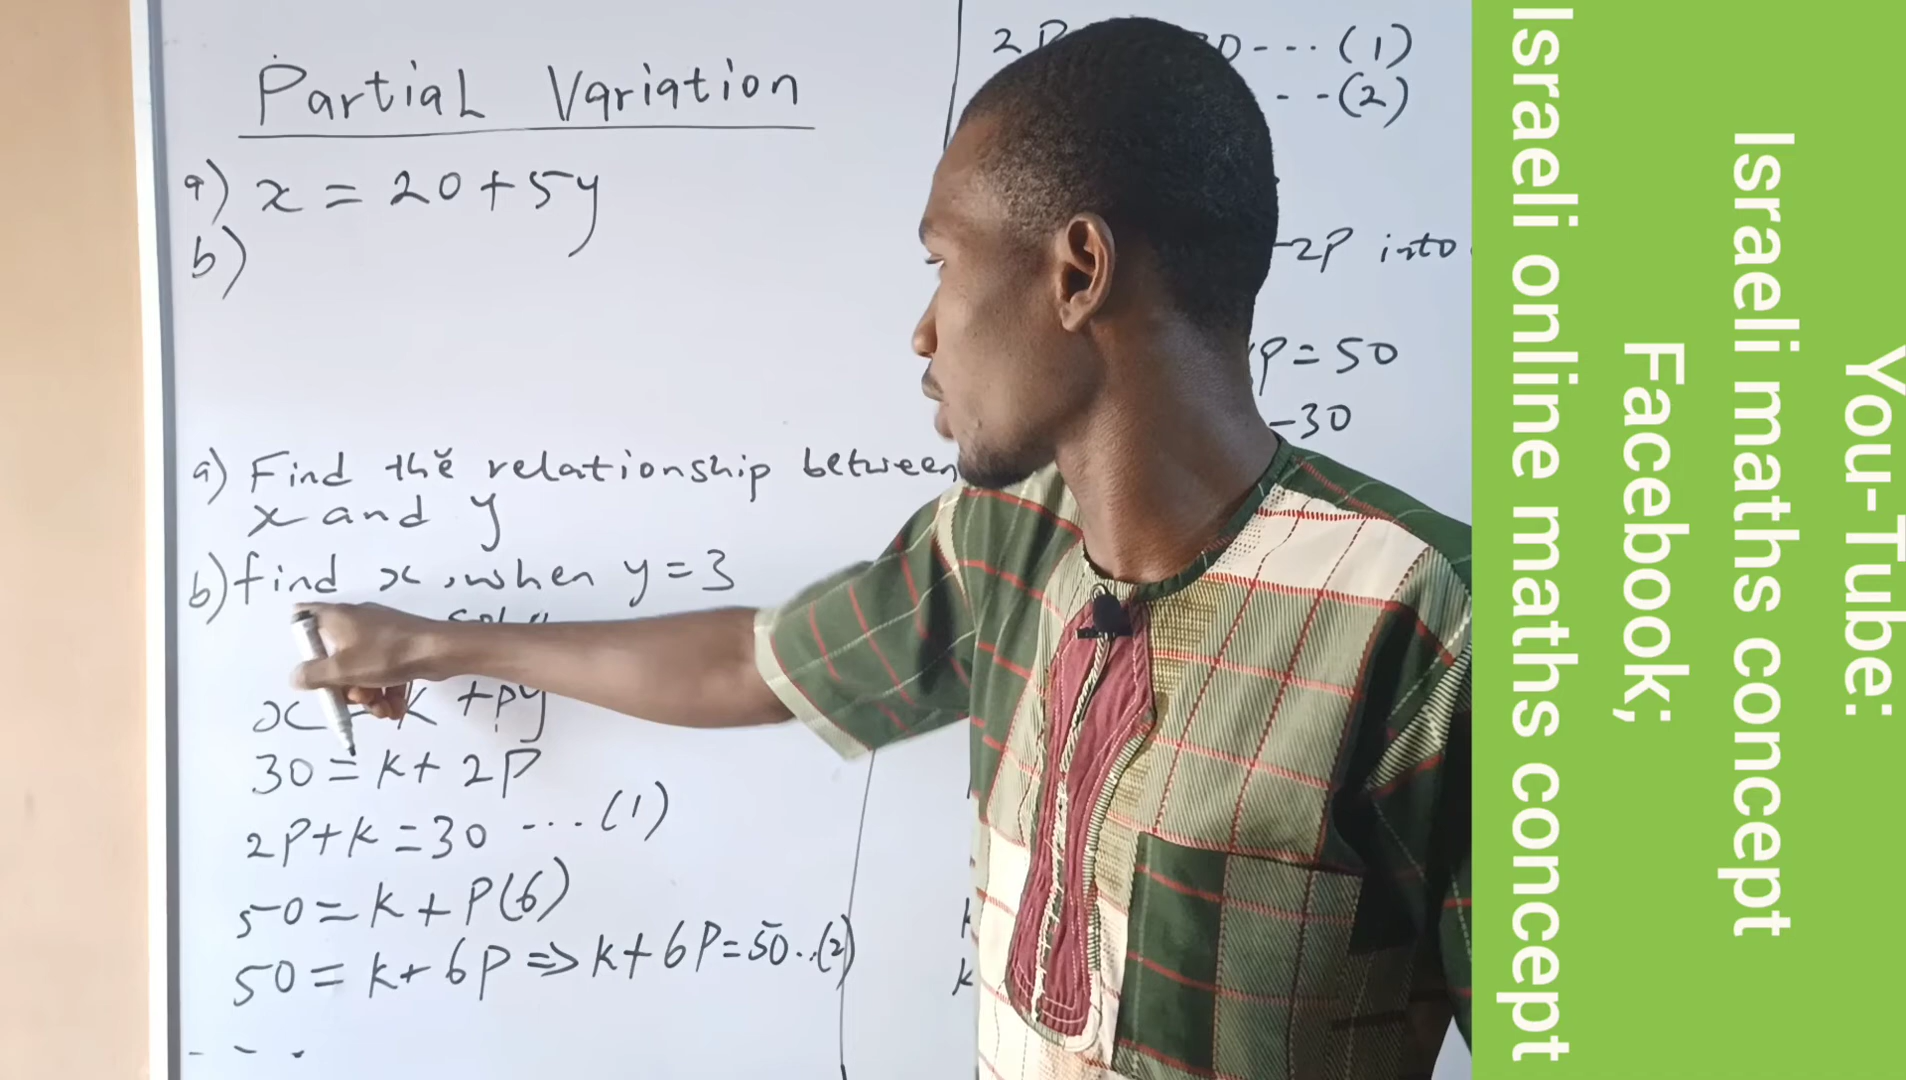 Partial Variation
a) x = 20 + 5y
b)
a) Find the relationship between
x and y
b) find x, when y = 3
x = k + py
30 = k + 2P
2P + k = 30 --- (1)
50 = k + P(6)
50 = k + 6P => k + 6P = 50 ..(2)
--- (1)
--(2)
-2P into
P = 50
-30
You-Tube:
Israeli maths concept
Facebook;
Israeli online maths concept